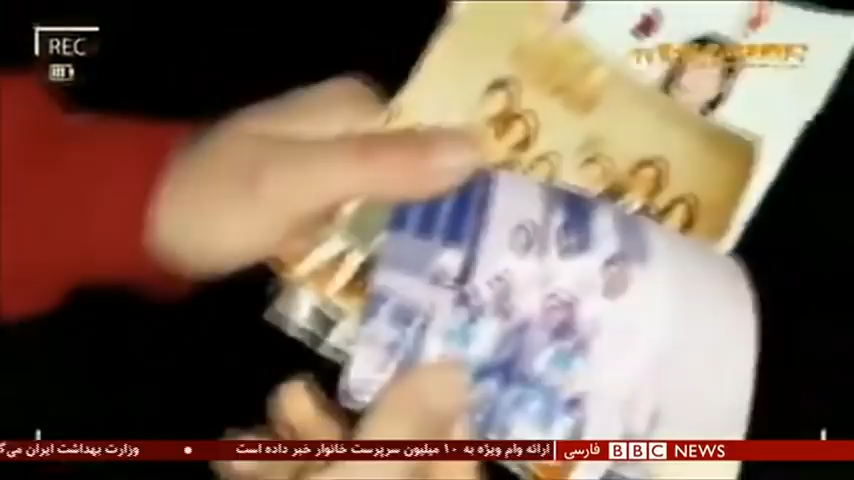 REC
وزارت بهداشت ایران می ● ارائه وام ویژه به ۱۰ میلیون سرپرست خانوار خبر داده است
فارسی BBC NEWS